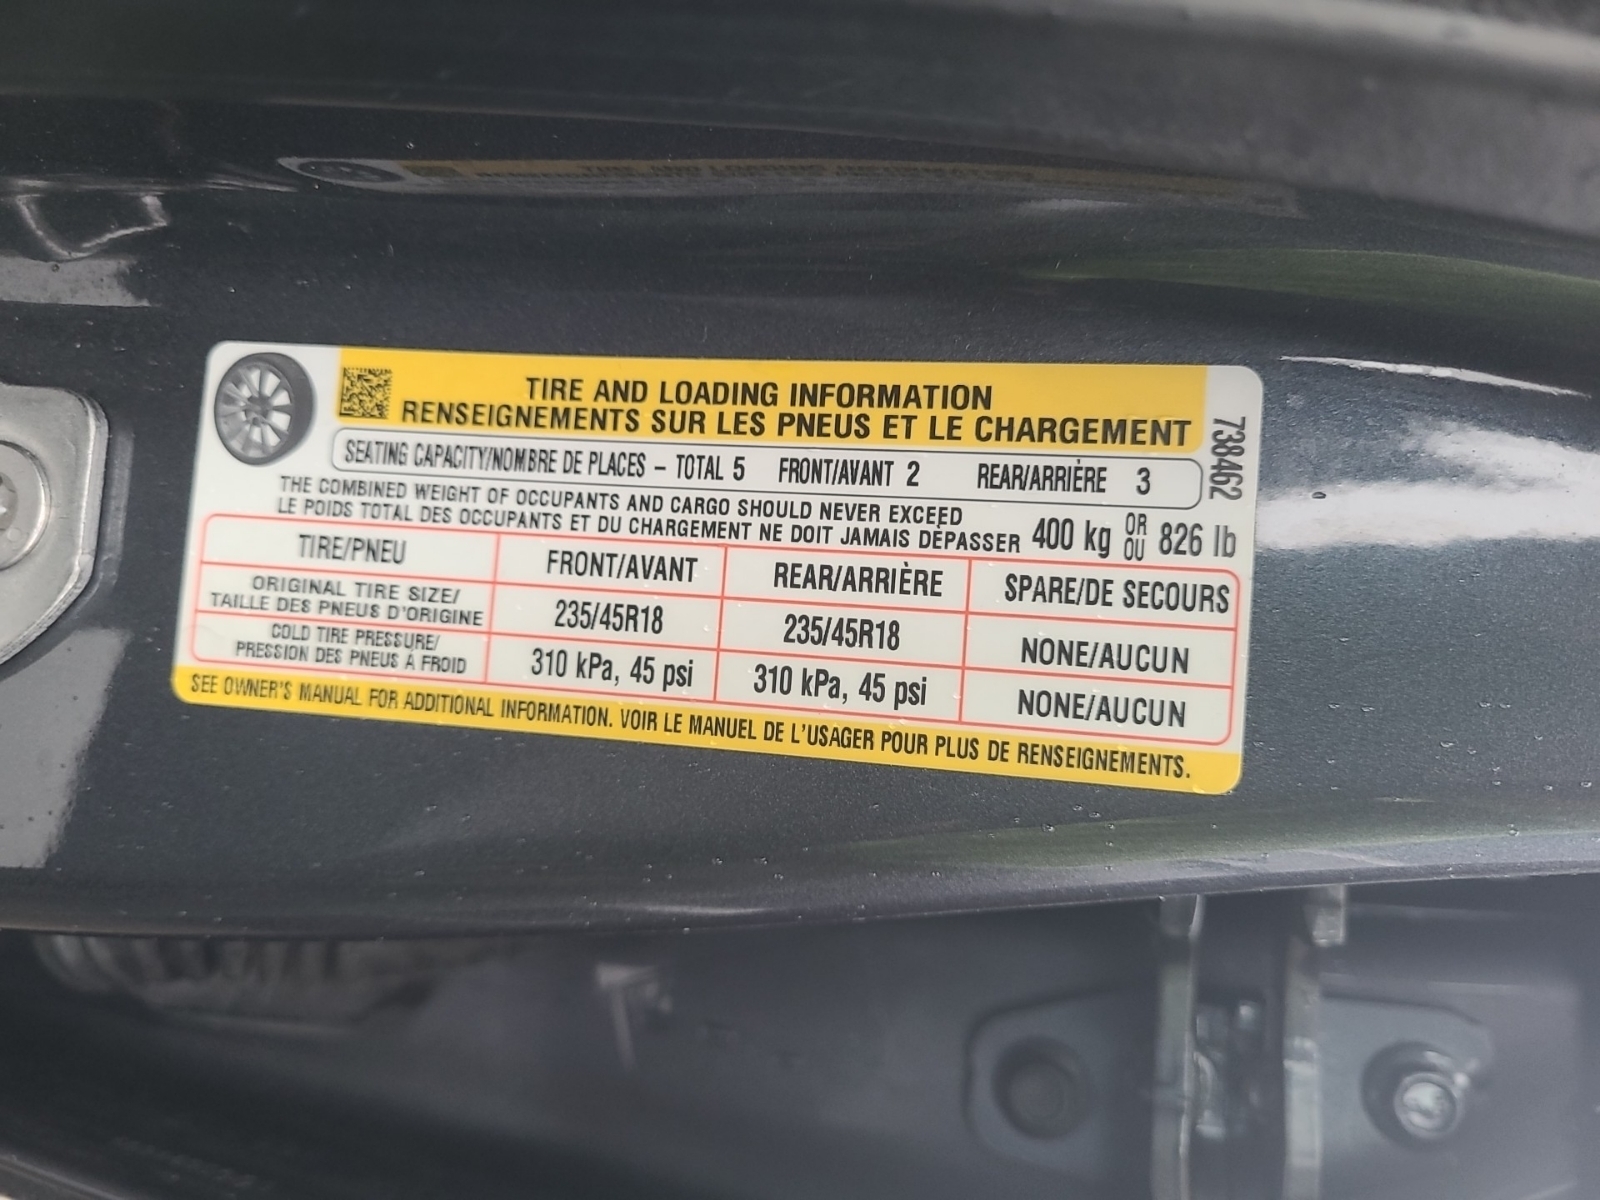 TIRE AND LOADING INFORMATION
RENSEIGNEMENTS SUR LES PNEUS ET LE CHARGEMENT
738462
SEATING CAPACITY/NOMBRE DE PLACES – TOTAL 5 FRONT/AVANT 2 REAR/ARRIÈRE 3
THE COMBINED WEIGHT OF OCCUPANTS AND CARGO SHOULD NEVER EXCEED
LE POIDS TOTAL DES OCCUPANTS ET DU CHARGEMENT NE DOIT JAMAIS DÉPASSER
400 kg OR
OU 826 lb
TIRE/PNEU FRONT/AVANT REAR/ARRIÈRE SPARE/DE SECOURS
ORIGINAL TIRE SIZE/
TAILLE DES PNEUS D'ORIGINE 235/45R18 235/45R18 NONE/AUCUN
COLD TIRE PRESSURE/
PRESSION DES PNEUS À FROID 310 kPa, 45 psi 310 kPa, 45 psi NONE/AUCUN
SEE OWNER'S MANUAL FOR ADDITIONAL INFORMATION. VOIR LE MANUEL DE L'USAGER POUR PLUS DE RENSEIGNEMENTS.